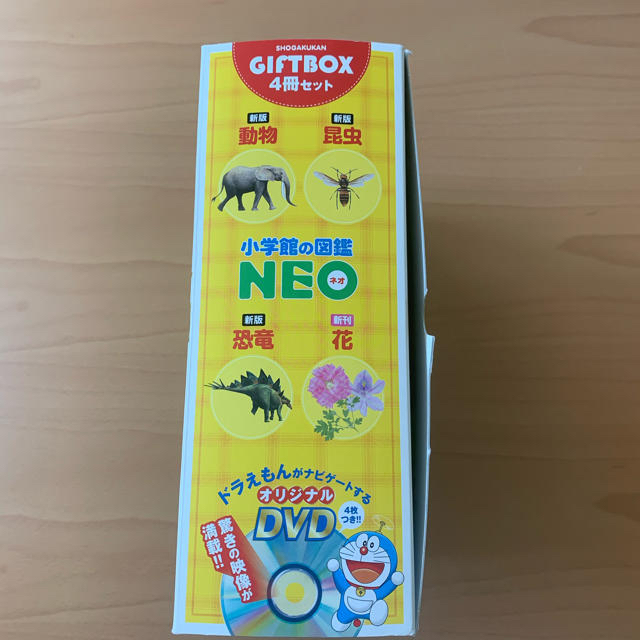 SHOGAKUKAN
GIFTBOX
4冊セット
新版
動物
新版
昆虫
小学館の図鑑
NEO
ネオ
新版
恐竜
新刊
花
ドラえもんがナビゲートする
オリジナル
DVD
4枚
つき!!
驚きの映像が
満載!!